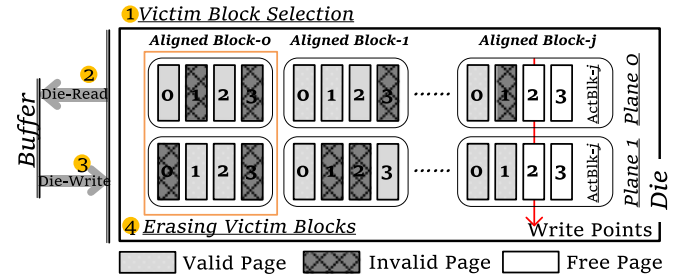 1 Victim Block Selection
Aligned Block-0 Aligned Block-1 Aligned Block-j
0 1 2 3 0 1 2 3 ...... 0 1 2 3 ActBlk-j Plane 0
2
Die-Read
Buffer
3
Die-Write
0 1 2 3 0 1 2 3 ...... 0 1 2 3 ActBlk-j Plane 1
Die
4 Erasing Victim Blocks Write Points
Valid Page Invalid Page Free Page